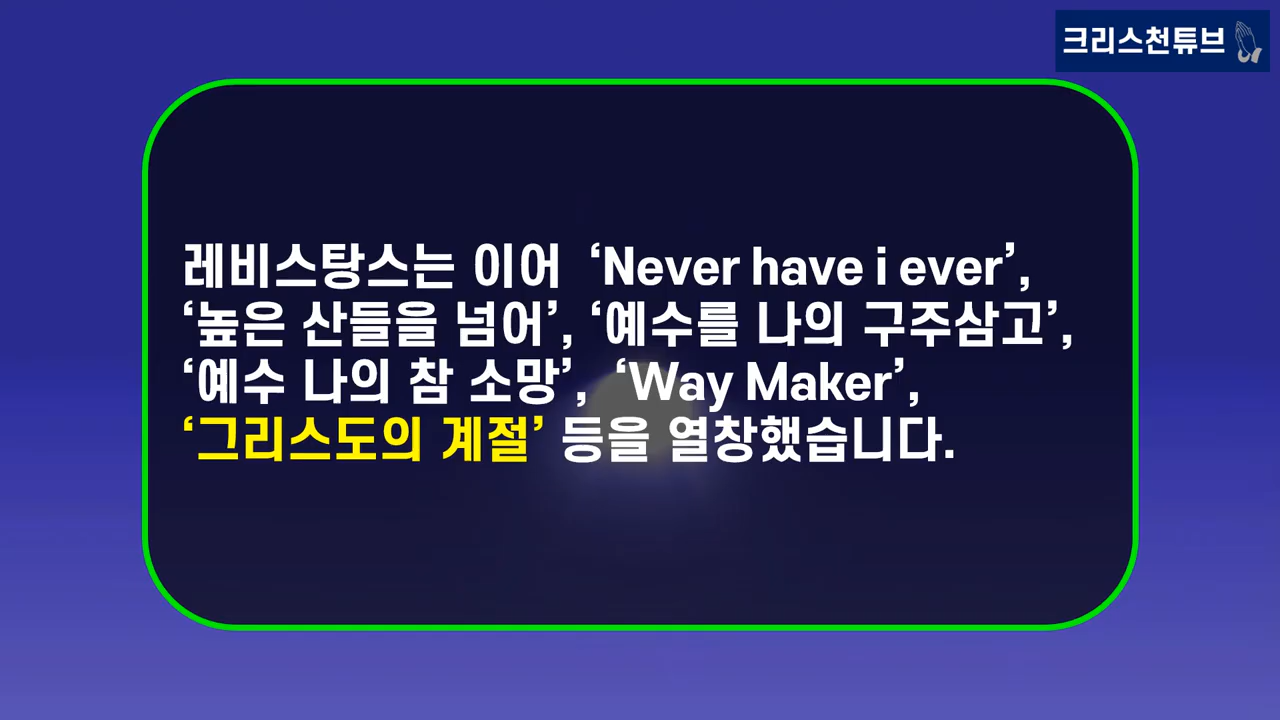 크리스천튜브
레비스탕스는 이어 ‘Never have i ever’,
‘높은 산들을 넘어’, ‘예수를 나의 구주삼고’,
‘예수 나의 참 소망’, ‘Way Maker’,
‘그리스도의 계절’ 등을 열창했습니다.